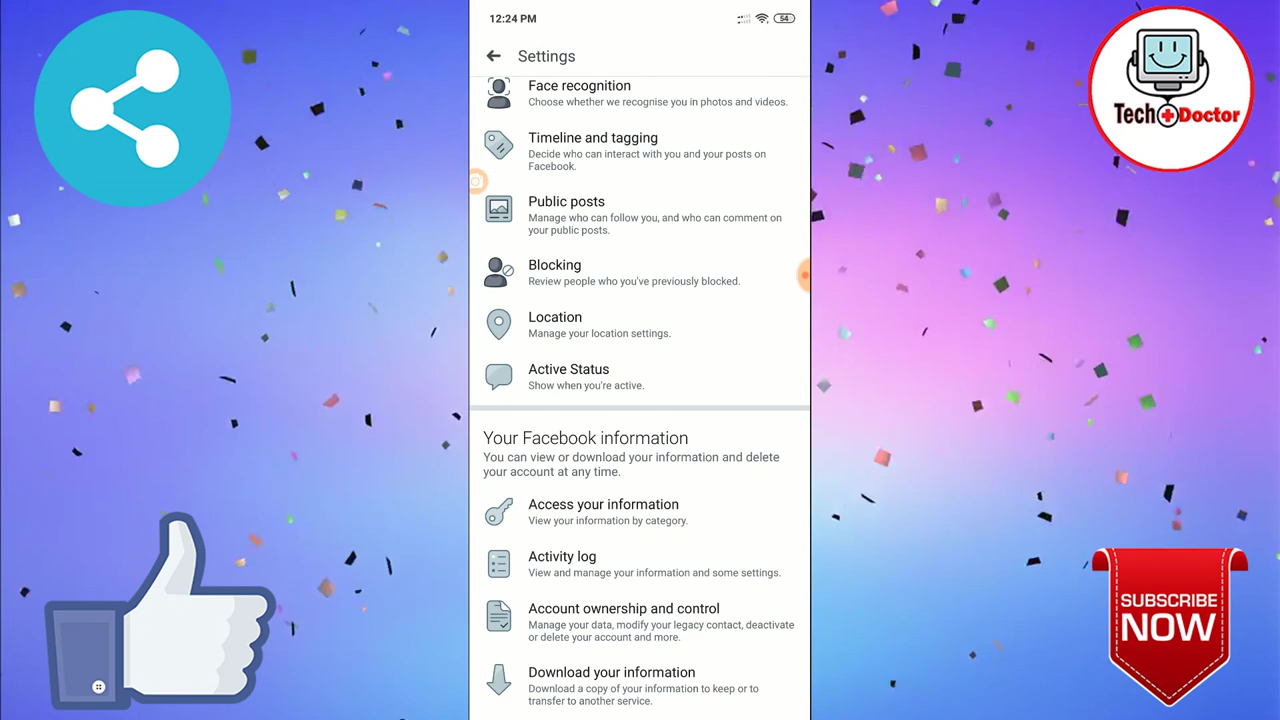 12:24 PM
54
Settings
Face recognition
Choose whether we recognise you in photos and videos.
Timeline and tagging
Decide who can interact with you and your posts on
Facebook.
Public posts
Manage who can follow you, and who can comment on
your public posts.
Blocking
Review people who you've previously blocked.
Location
Manage your location settings.
Active Status
Show when you're active.
Your Facebook information
You can view or download your information and delete
your account at any time.
Access your information
View your information by category.
Activity log
View and manage your information and some settings.
Account ownership and control
Manage your data, modify your legacy contact, deactivate
or delete your account and more.
Download your information
Download a copy of your information to keep or to
transfer to another service.
Tech Doctor
SUBSCRIBE
NOW